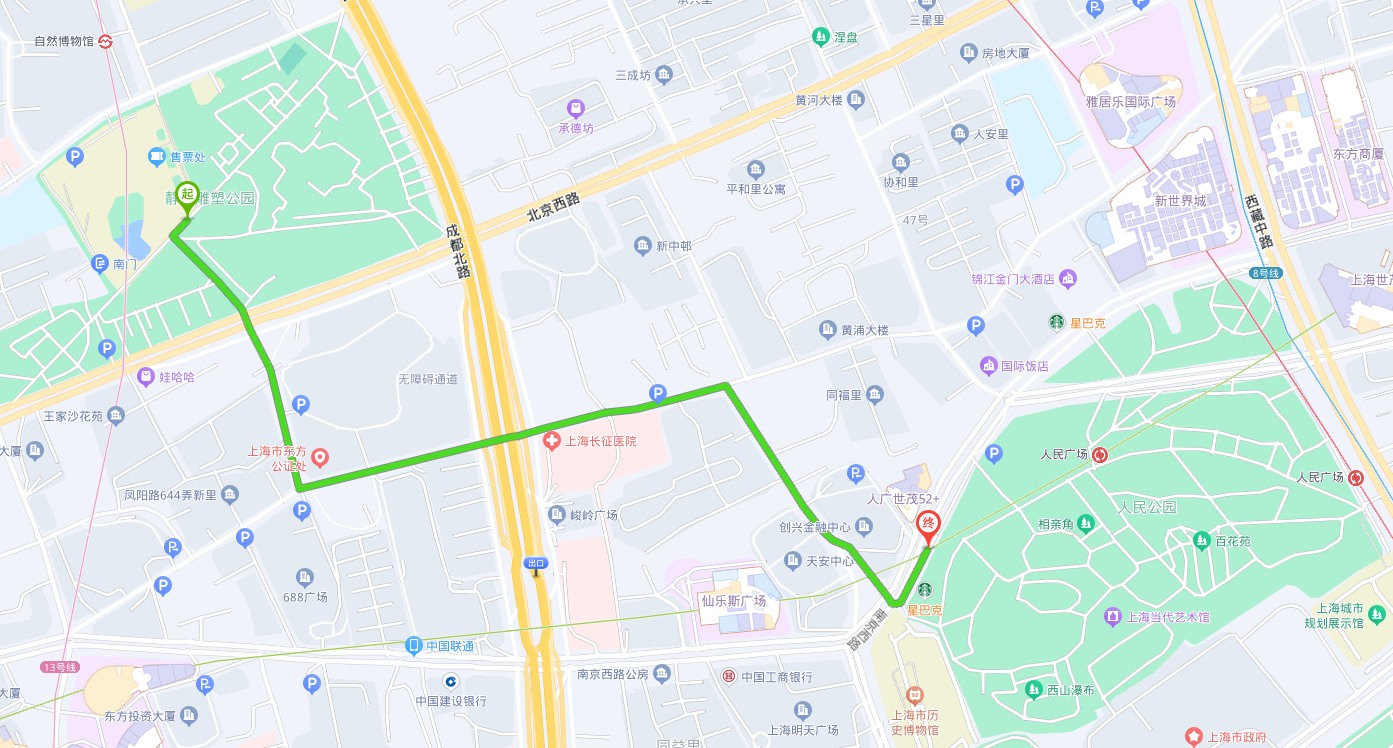 承兴里
三星里
自然博物馆
涅盘
房地大厦
三成坊
黄河大楼
雅居乐国际广场
承德坊
人安里
P
售票处
东方商厦
协和里
P
平和里公寓
起
雕塑公园
新世界城
北京西路
47号
西藏中路
成都北路
新中邨
南门
8号线
锦江金门大酒店
上海世茂
P
黄浦大楼
P
星巴克
娃哈哈
无障碍通道
国际饭店
P
P
同福里
王家沙花苑
上海长征医院
大厦
上海市东方
公证处
P
人民广场
P
人民广场
凤阳路644弄新里
人广世茂52+
人民公园
P
峻岭广场
创兴金融中心
终
相亲角
百花苑
P
P
出口
天安中心
P
688广场
仙乐斯广场
星巴克
上海当代艺术馆
上海城市
规划展示馆
南京西路
中国联通
13号线
南京西路公房
中国工商银行
P
P
西山瀑布
大厦
中国建设银行
东方投资大厦
上海市历
史博物馆
上海明天广场
上海市政府
同益里